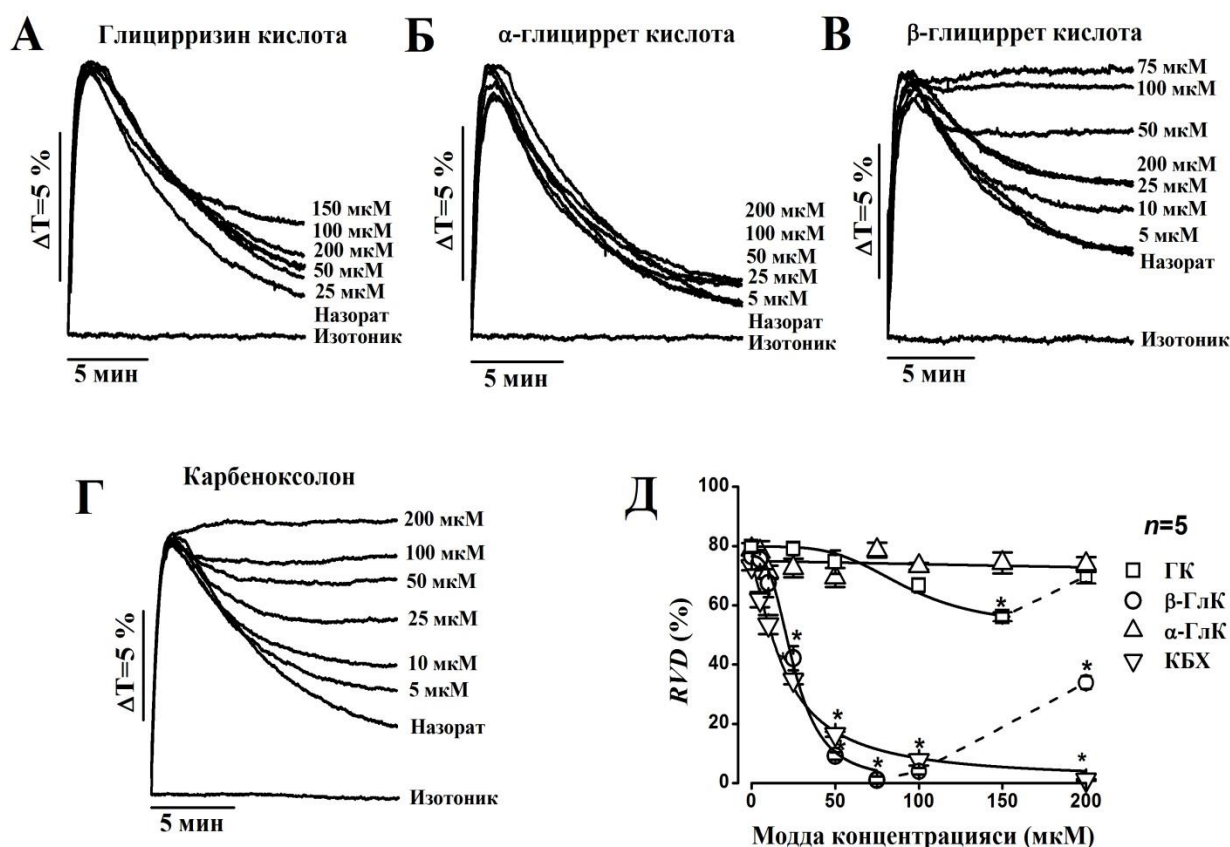 А
Глицирризин кислота
ΔT=5 %
150 мкМ
100 мкМ
200 мкМ
50 мкМ
25 мкМ
Назорат
Изотоник
5 мин
Б
α-глициррет кислота
ΔT=5 %
200 мкМ
100 мкМ
50 мкМ
25 мкМ
5 мкМ
Назорат
Изотоник
5 мин
В
β-глициррет кислота
ΔT=5 %
75 мкМ
100 мкМ
50 мкМ
200 мкМ
25 мкМ
10 мкМ
5 мкМ
Назорат
Изотоник
5 мин
Г
Карбеноксолон
ΔT=5 %
200 мкМ
100 мкМ
50 мкМ
25 мкМ
10 мкМ
5 мкМ
Назорат
Изотоник
5 мин
Д
RVD (%)
100
80
60
40
20
0
0 50 100 150 200
Модда концентрацияси (мкМ)
n=5
ГК
β-ГлК
α-ГлК
КБХ
* * * * * * * *